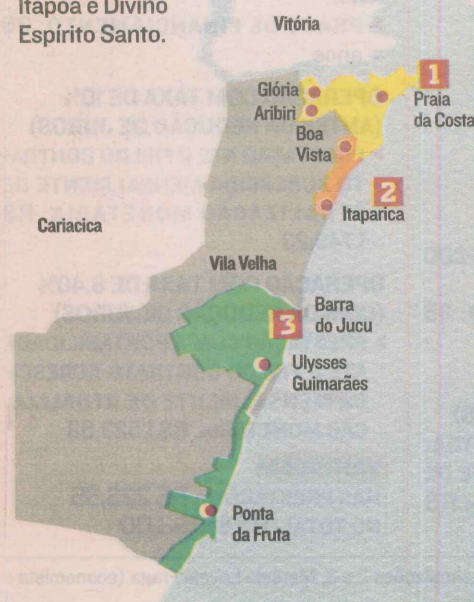 Itapoã e Divino
Espírito Santo.
Vitória
1
Praia
da Costa
Glória
Aribiri
Boa
Vista
2
Itaparica
Cariacica
Vila Velha
3
Barra
do Jucu
Ulysses
Guimarães
Ponta
da Fruta